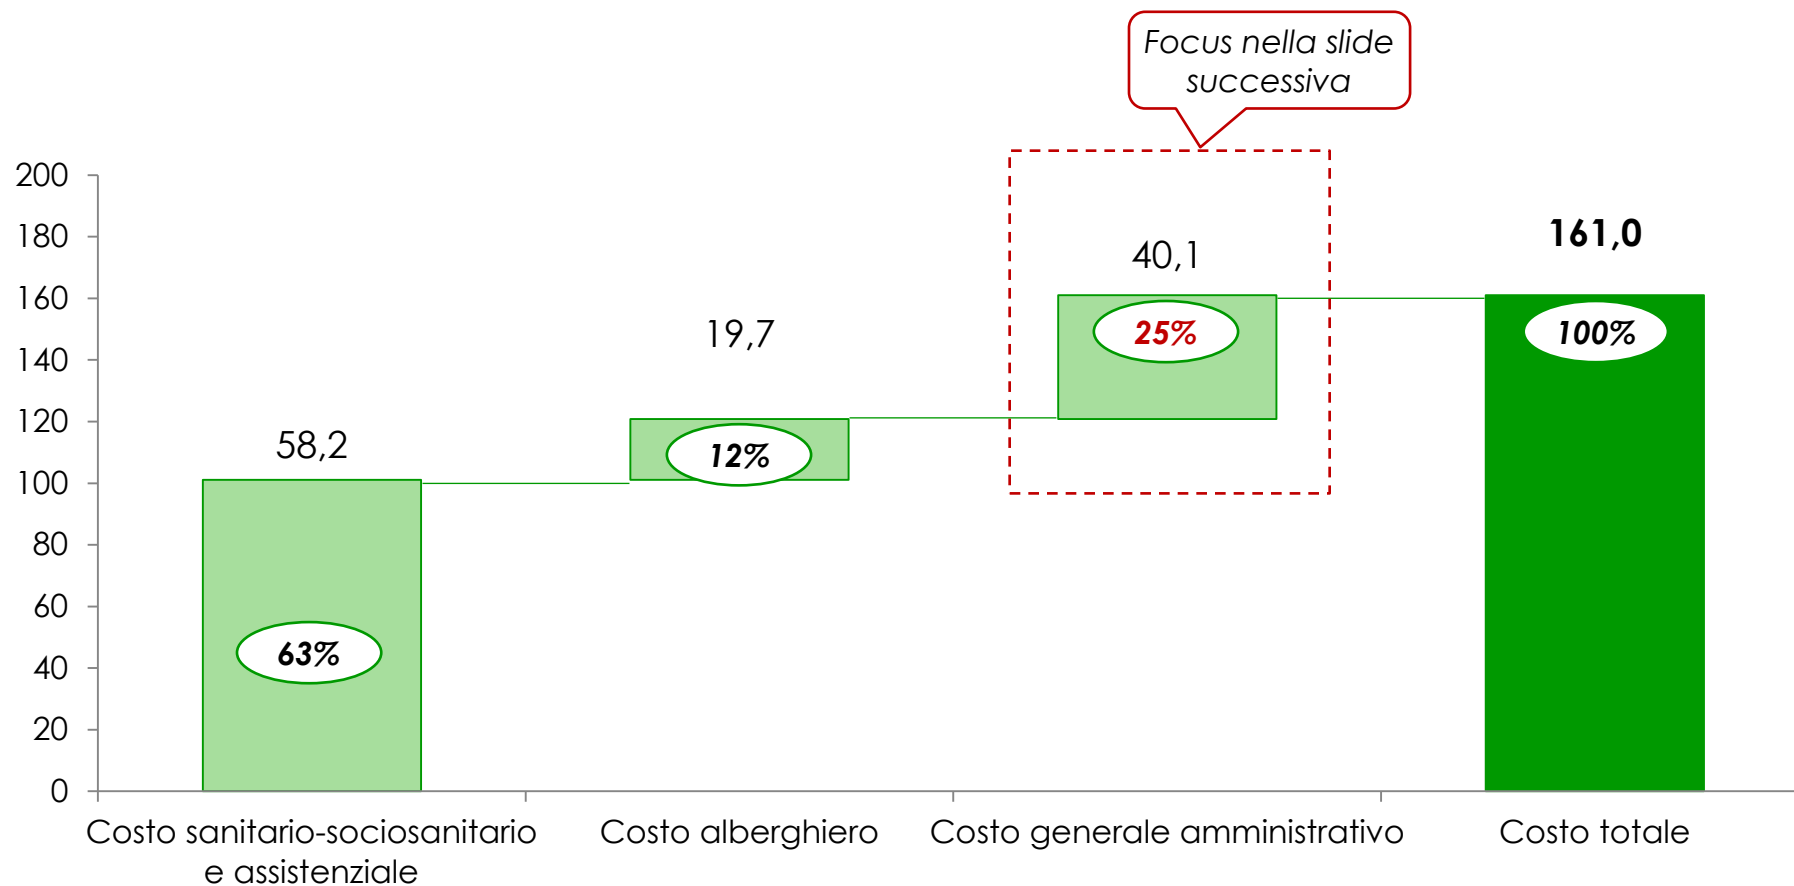 Focus nella slide
successiva
200
180
160
140
120
100
80
60
40
20
0
58,2
63%
19,7
12%
40,1
25%
161,0
100%
Costo sanitario-sociosanitario
e assistenziale
Costo alberghiero
Costo generale amministrativo
Costo totale